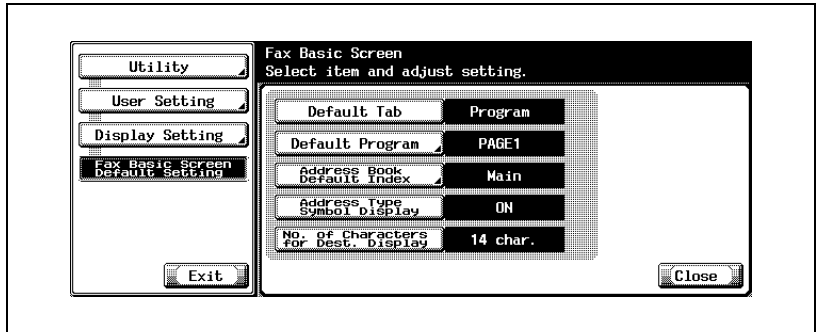 Utility
User Setting
Display Setting
Fax Basic Screen
Default Setting
Exit
Fax Basic Screen
Select item and adjust setting.
Default Tab
Program
Default Program
PAGE1
Address Book
Default Index
Main
Address Type
Symbol Display
ON
No. of Characters
for Dest. Display
14 char.
Close